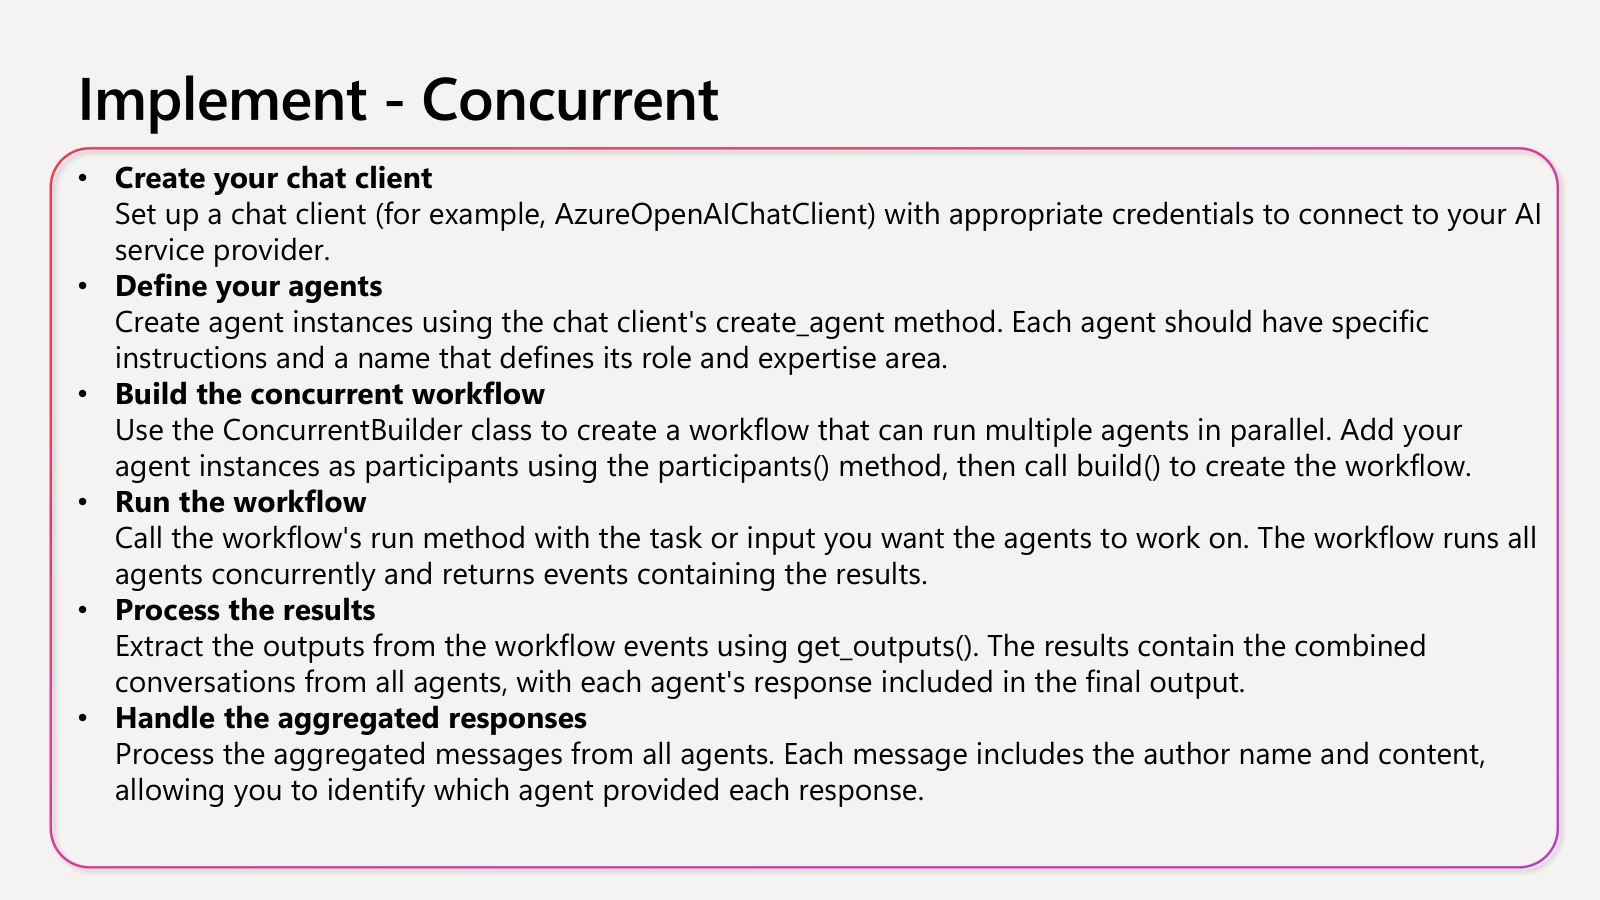 Implement - Concurrent
• Create your chat client
Set up a chat client (for example, AzureOpenAIChatClient) with appropriate credentials to connect to your AI
service provider.
• Define your agents
Create agent instances using the chat client's create_agent method. Each agent should have specific
instructions and a name that defines its role and expertise area.
• Build the concurrent workflow
Use the ConcurrentBuilder class to create a workflow that can run multiple agents in parallel. Add your
agent instances as participants using the participants() method, then call build() to create the workflow.
• Run the workflow
Call the workflow's run method with the task or input you want the agents to work on. The workflow runs all
agents concurrently and returns events containing the results.
• Process the results
Extract the outputs from the workflow events using get_outputs(). The results contain the combined
conversations from all agents, with each agent's response included in the final output.
• Handle the aggregated responses
Process the aggregated messages from all agents. Each message includes the author name and content,
allowing you to identify which agent provided each response.